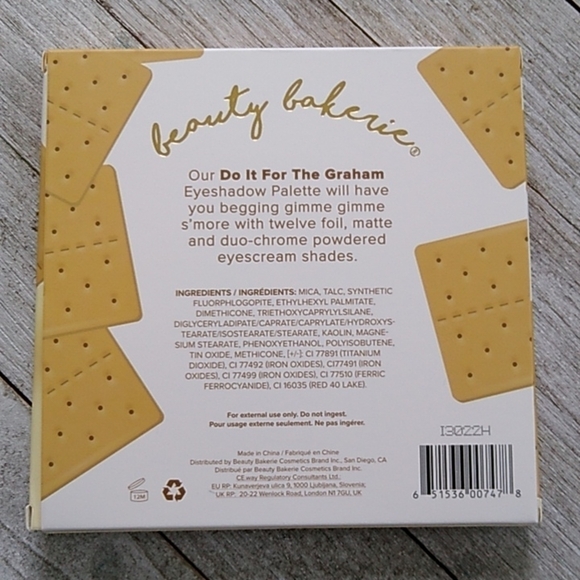 beauty bakerie®
Our Do It For The Graham
Eyeshadow Palette will have
you begging gimme gimme
s'more with twelve foil, matte
and duo-chrome powdered
eyescream shades.
INGREDIENTS / INGRÉDIENTS: MICA, TALC, SYNTHETIC
FLUORPHLOGOPITE, ETHYLHEXYL PALMITATE,
DIMETHICONE, TRIETHOXYCAPRYLYLSILANE,
DIGLYCERYLADIPATE/CAPRATE/CAPRYLATE/HYDROXYS-
TEARATE/ISOSTEARATE/STEARATE, KAOLIN, MAGNE-
SIUM STEARATE, PHENOXYETHANOL, POLYISOBUTENE,
TIN OXIDE, METHICONE, [+/-]: CI 77891 (TITANIUM
DIOXIDE), CI 77492 (IRON OXIDES), CI77491 (IRON
OXIDES), CI 77499 (IRON OXIDES), CI 77510 (FERRIC
FERROCYANIDE), CI 16035 (RED 40 LAKE).
For external use only. Do not ingest.
Pour usage externe seulement. Ne pas ingérer.
I3022H
Made in China / Fabriqué en China
Distributed by Beauty Bakerie Cosmetics Brand Inc., San Diego, CA
Distribué par Beauty Bakerie Cosmetics Brand Inc.
CE.way Regulatory Consultants Ltd.,
EU RP: Kunaverjeva ulica 9, 1000 Ljubljana, Slovenia;
UK RP: 20-22 Wenlock Road, London N1 7GU, UK
12M
6 51536 00747 8